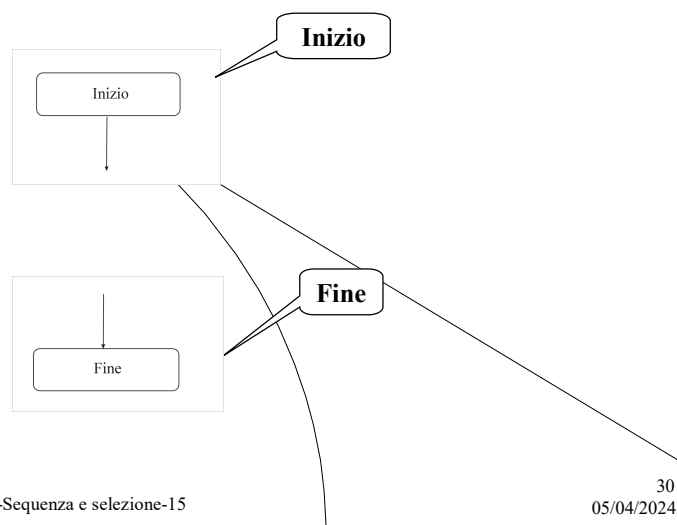 Inizio
Inizio
Fine
Fine
-Sequenza e selezione-15
30
05/04/2024